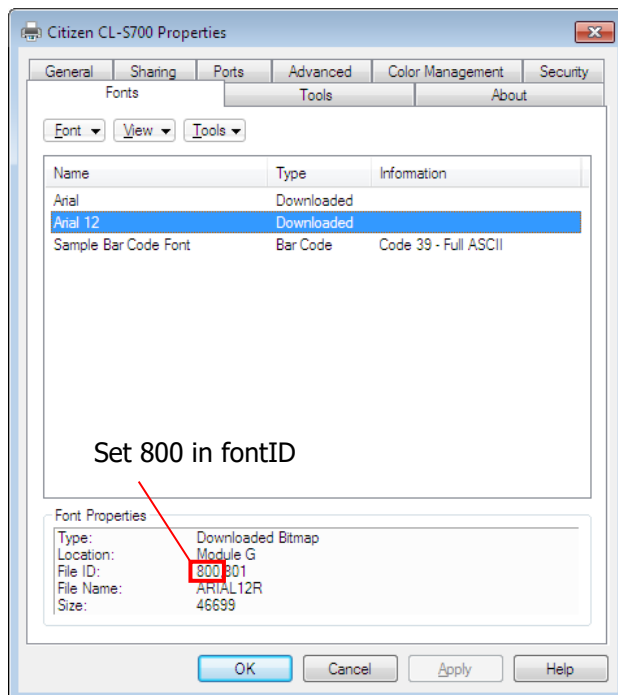 Citizen CL-S700 Properties
General Sharing Ports Advanced Color Management Security
Fonts Tools About
Font View Tools
Name Type Information
Arial Downloaded
Arial 12 Downloaded
Sample Bar Code Font Bar Code Code 39 - Full ASCII
Set 800 in fontID
Font Properties
Type: Downloaded Bitmap
Location: Module G
File ID: 800 801
File Name: ARIAL12R
Size: 46699
OK Cancel Apply Help